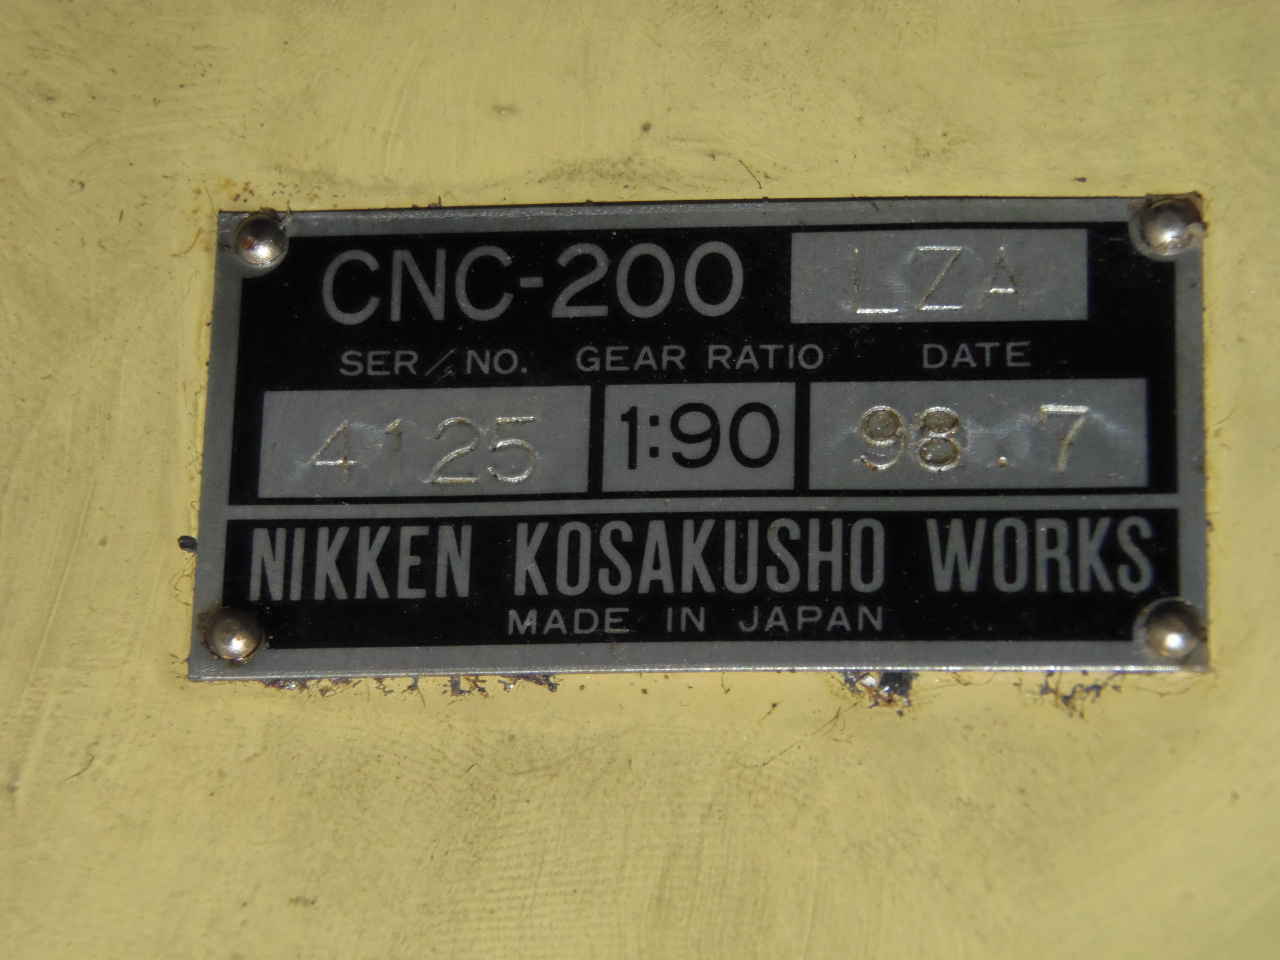 CNC-200 LZA
SER/NO. GEAR RATIO DATE
4125 1:90 98.7
NIKKEN KOSAKUSHO WORKS
MADE IN JAPAN